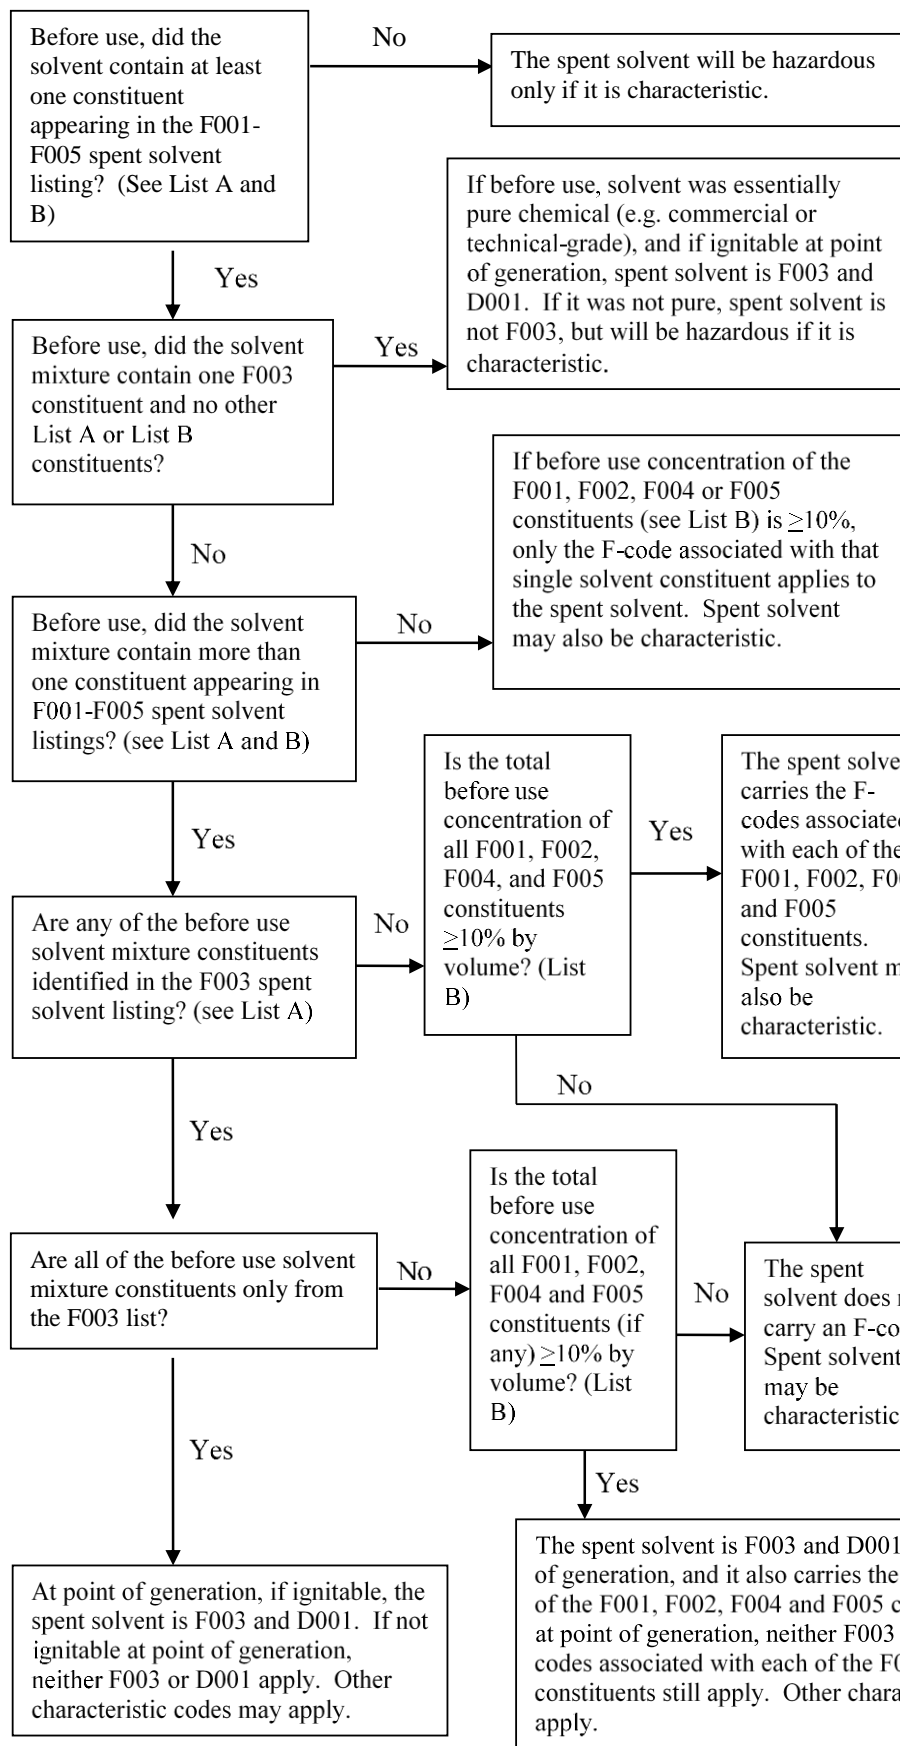 Before use, did the
solvent contain at least
one constituent
appearing in the F001-
F005 spent solvent
listing?  (See List A and
B)
No
The spent solvent will be hazardous
only if it is characteristic.
Yes
If before use, solvent was essentially
pure chemical (e.g. commercial or
technical-grade), and if ignitable at point
of generation, spent solvent is F003 and
D001.  If it was not pure, spent solvent is
not F003, but will be hazardous if it is
characteristic.
Before use, did the solvent
mixture contain one F003
constituent and no other
List A or List B
constituents?
Yes
No
If before use concentration of the
F001, F002, F004 or F005
constituents (see List B) is ≥10%,
only the F-code associated with that
single solvent constituent applies to
the spent solvent.  Spent solvent
may also be characteristic.
Before use, did the solvent
mixture contain more than
one constituent appearing in
F001-F005 spent solvent
listings? (see List A and B)
No
Yes
Is the total
before use
concentration of
all F001, F002,
F004, and F005
constituents
≥10% by
volume? (List
B)
Yes
The spent
carries the F-
codes
with each of the
F001, F002,
and F005
constituents.
Spent solvent
also be
characteristic.
Are any of the before use
solvent mixture constituents
identified in the F003 spent
solvent listing? (see List A)
No
No
Yes
Are all of the before use solvent
mixture constituents only from
the F003 list?
No
Is the total
before use
concentration of
all F001, F002,
F004 and F005
constituents (if
any) ≥10% by
volume? (List
B)
No
The spent
solvent does
carry an
Spent solvent
may be
characteristic
Yes
Yes
At point of generation, if ignitable, the
spent solvent is F003 and D001.  If not
ignitable at point of generation,
neither F003 or D001 apply.  Other
characteristic codes may apply.
The spent solvent is F003 and D001
of generation, and it also carries the
of the F001, F002, F004 and F005
at point of generation, neither F003
codes associated with each of the
constituents still apply.  Other
apply.